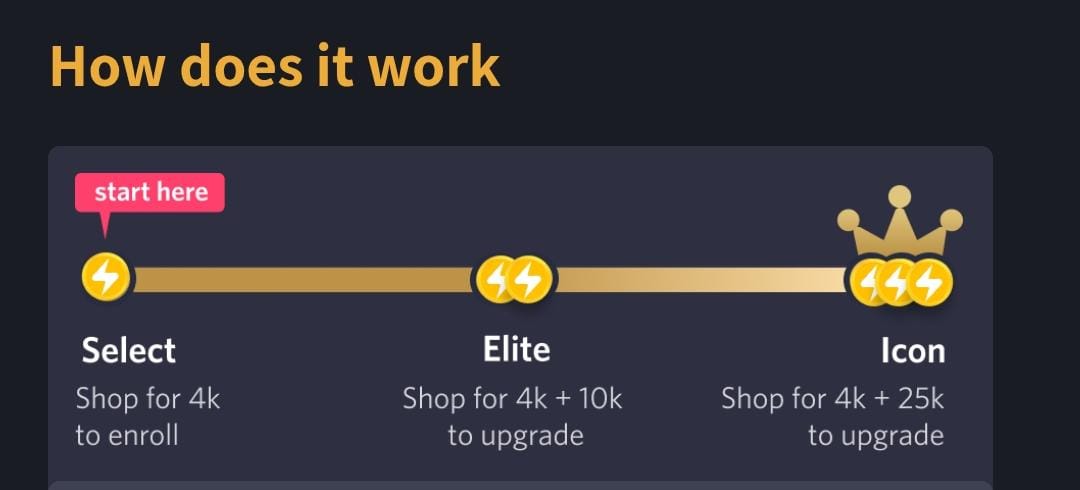 How does it work
start here
Select
Elite
Icon
Shop for 4k
to enroll
Shop for 4k + 10k
to upgrade
Shop for 4k + 25k
to upgrade